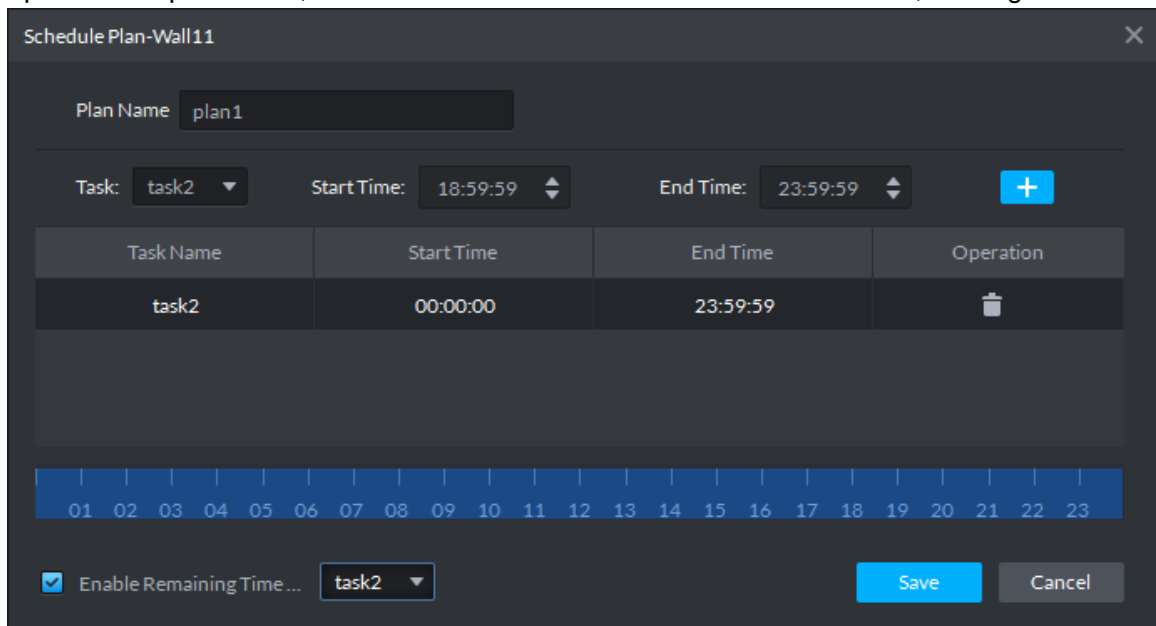 Schedule Plan-Wall11
Plan Name plan1
Task: task2 Start Time: 18:59:59 End Time: 23:59:59 +
Task Name Start Time End Time Operation
task2 00:00:00 23:59:59
01 02 03 04 05 06 07 08 09 10 11 12 13 14 15 16 17 18 19 20 21 22 23
Enable Remaining Time ... task2 Save Cancel